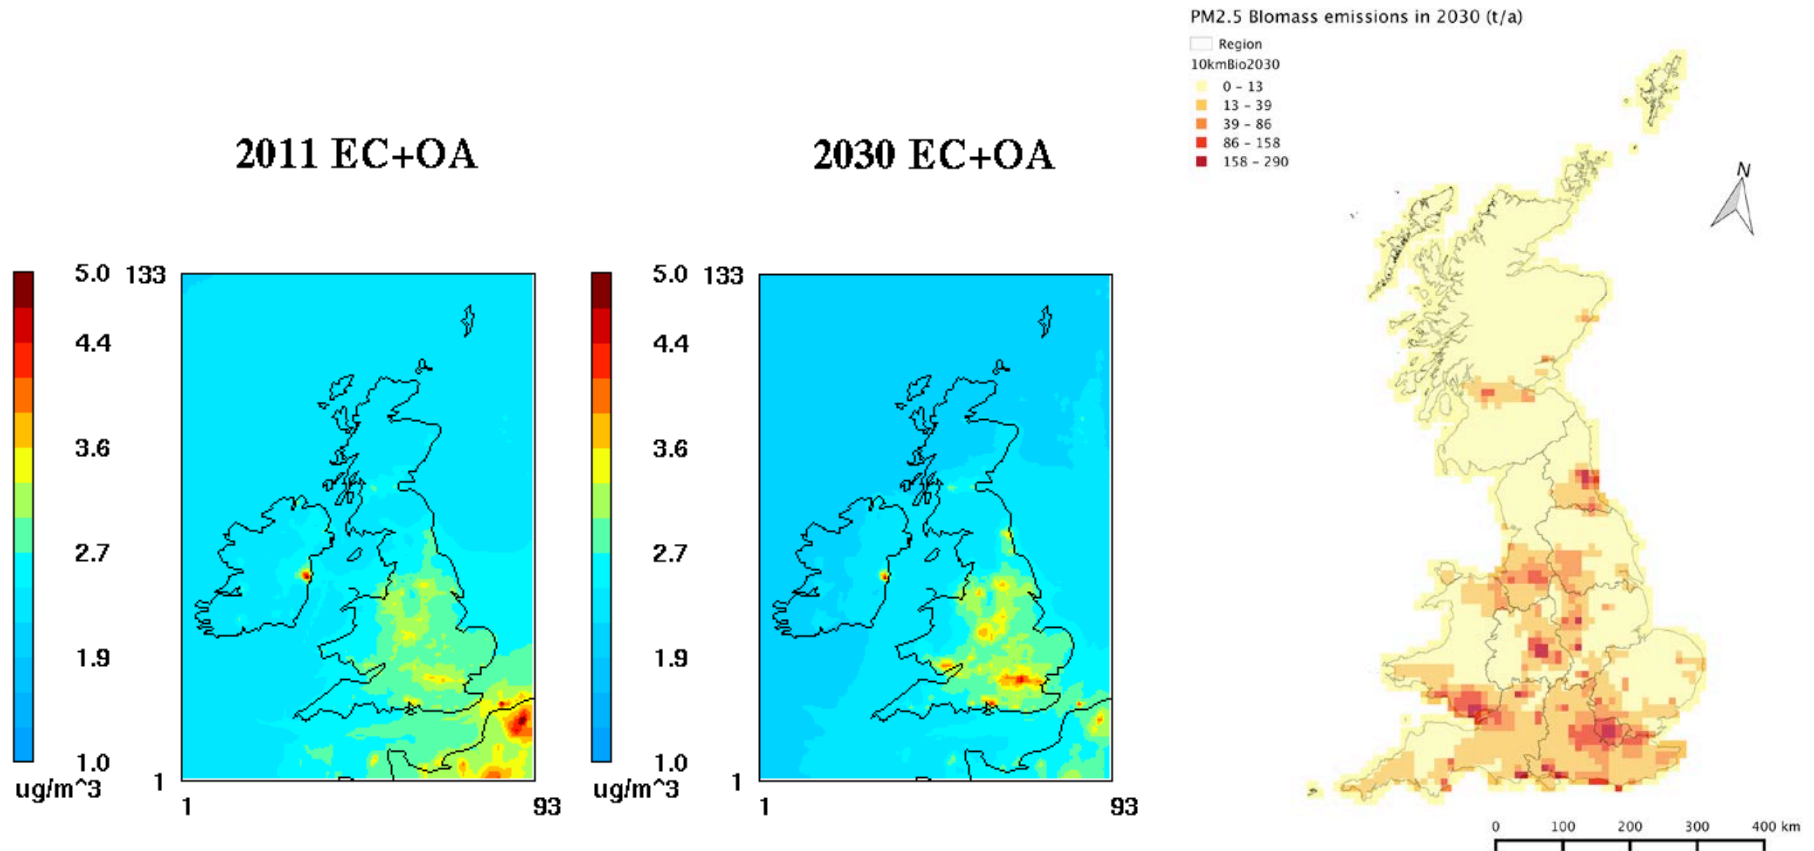 2011 EC+OA
5.0
4.4
3.6
2.7
1.9
1.0
ug/m^3
133
1
1
93
2030 EC+OA
5.0
4.4
3.6
2.7
1.9
1.0
ug/m^3
133
1
1
93
PM2.5 Biomass emissions in 2030 (t/a)
Region
10kmBio2030
0 – 13
13 – 39
39 – 86
86 – 158
158 – 290
N
0 100 200 300 400 km